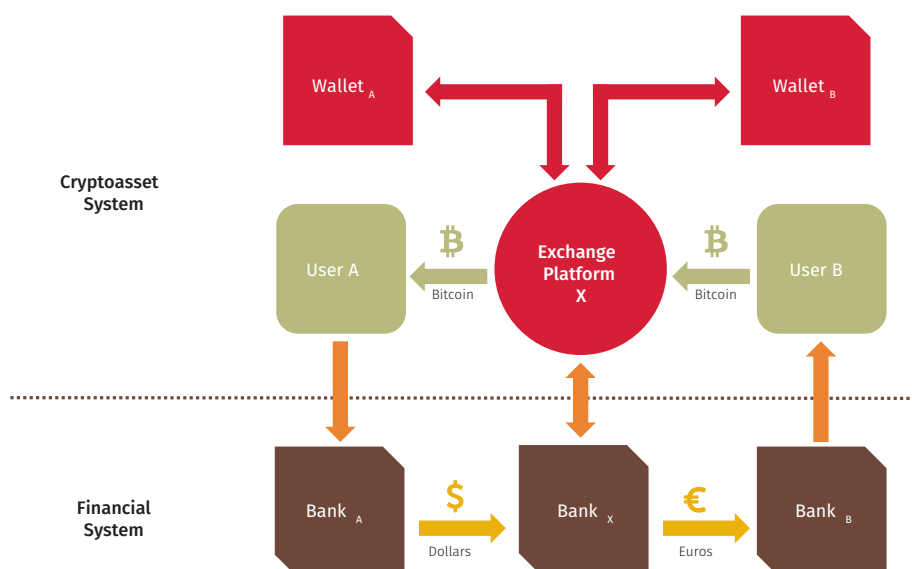 Wallet A
Wallet B
Cryptoasset
System
User A
₿
Bitcoin
Exchange
Platform
X
₿
Bitcoin
User B
Financial
System
Bank A
$
Dollars
Bank X
€
Euros
Bank B